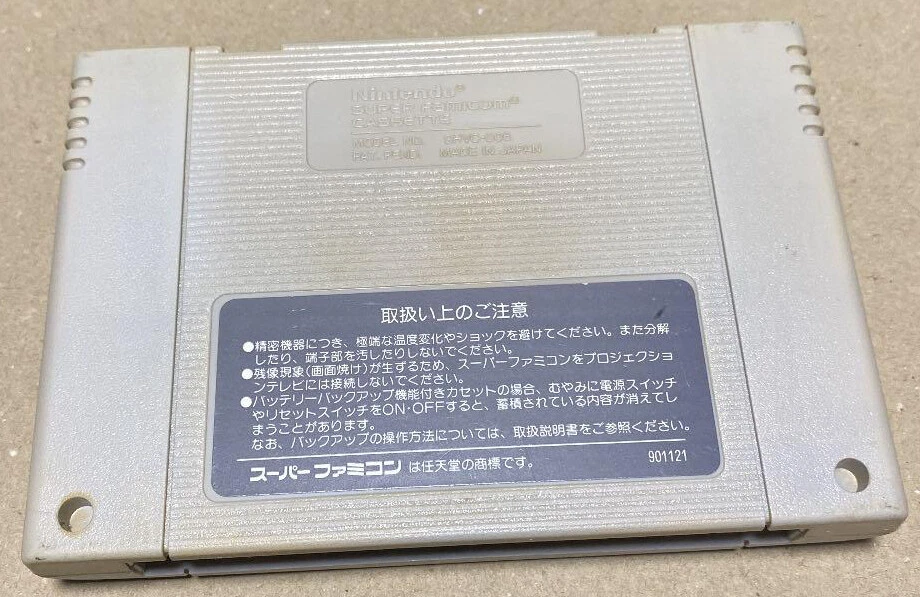 Nintendo®
SUPER FAMICOM
CASSETTE
MODEL NO. SHVC-006
PAT. PEND. MADE IN JAPAN
取扱い上のご注意
●精密機器につき、極端な温度変化やショックを避けてください。また分解
したり、端子部を汚したりしないでください。
●残像現象(画面焼け)が生ずるため、スーパーファミコンをプロジェクショ
ンテレビには接続しないでください。
●バッテリーバックアップ機能付きカセットの場合、むやみに電源スイッチ
やリセットスイッチをON・OFFすると、蓄積されている内容が消えてし
まうことがあります。
なお、バックアップの操作方法については、取扱説明書をご参照ください。
スーパーファミコン は任天堂の商標です。
901121